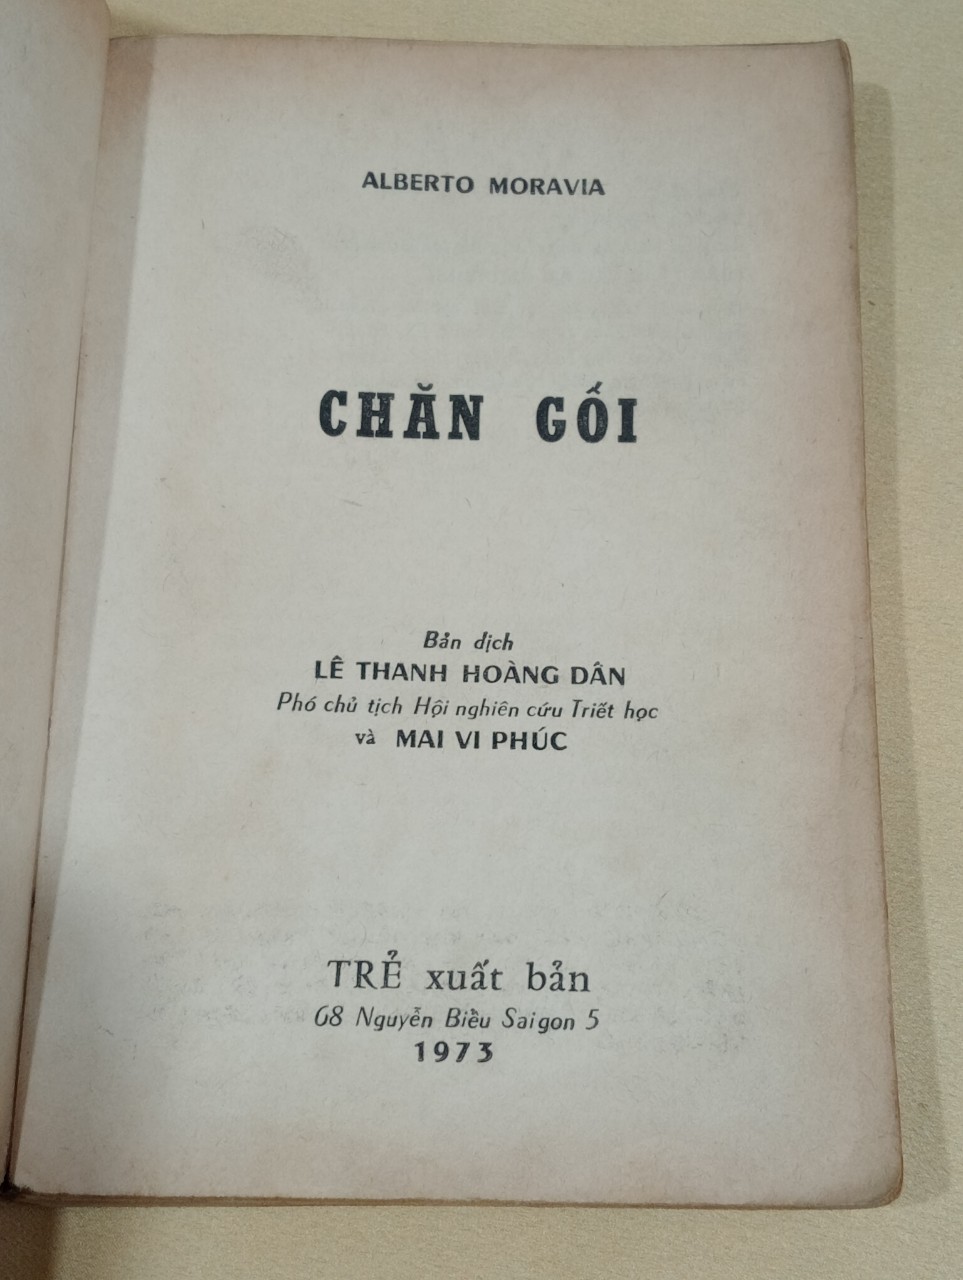 ALBERTO MORAVIA
CHĂN GỐI
Bản dịch
LÊ THANH HOÀNG DÂN
Phó chủ tịch Hội nghiên cứu Triết học
và MAI VI PHÚC
TRẺ xuất bản
68 Nguyễn Biểu Saigon 5
1973